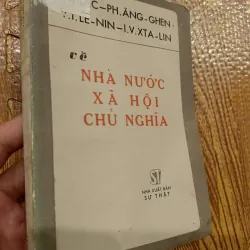 C-PH.ĂNG-GHEN
V.I.LE-NIN-I.V.XTA-LIN
về
NHÀ NƯỚC
XÃ HỘI
CHỦ NGHĨA
ST
NHÀ XUẤT BẢN
SỰ THẬT